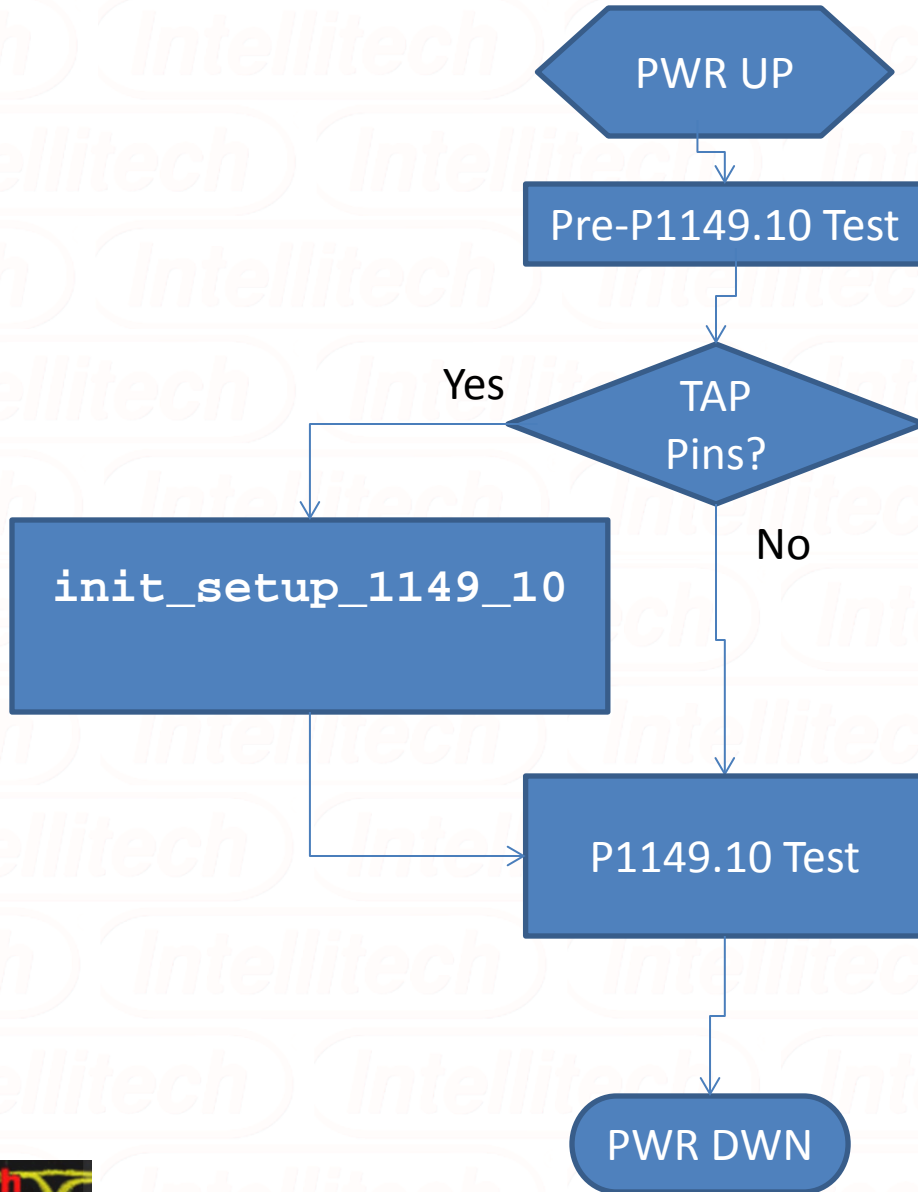 PWR UP
Pre-P1149.10 Test
TAP
Pins?
Yes
No
init_setup_1149_10
P1149.10 Test
PWR DWN